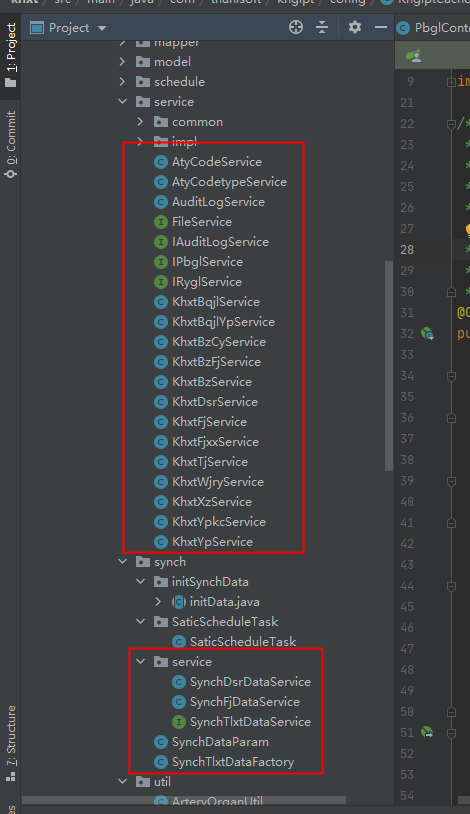 khxt / src / main / java / com / thunisoft / khgipt / config /
Project
PbglContr
1: Project
0: Commit
7: Structure
mapper
model
schedule
service
common
impl
AtyCodeService
AtyCodetypeService
AuditLogService
FileService
IAuditLogService
IPbglService
IRyglService
KhxtBqjlService
KhxtBqjlYpService
KhxtBzCyService
KhxtBzFjService
KhxtBzService
KhxtDsrService
KhxtFjService
KhxtFjxxService
KhxtTjService
KhxtWjryService
KhxtXzService
KhxtYpkcService
KhxtYpService
synch
initSynchData
initData.java
SaticScheduleTask
SaticScheduleTask
service
SynchDsrDataService
SynchFjDataService
SynchTlxtDataService
SynchDataParam
SynchTlxtDataFactory
util
ArteryOrganUtil
9 im
21
22 /*
23 *
24 *
25 *
26 *
27 *
28 *
29 *
30 *
31 @C
32 pu
33
34
35
36
37
38
39
40
41
42
43
44
45
46
47
48
49
50
51
52
53
54